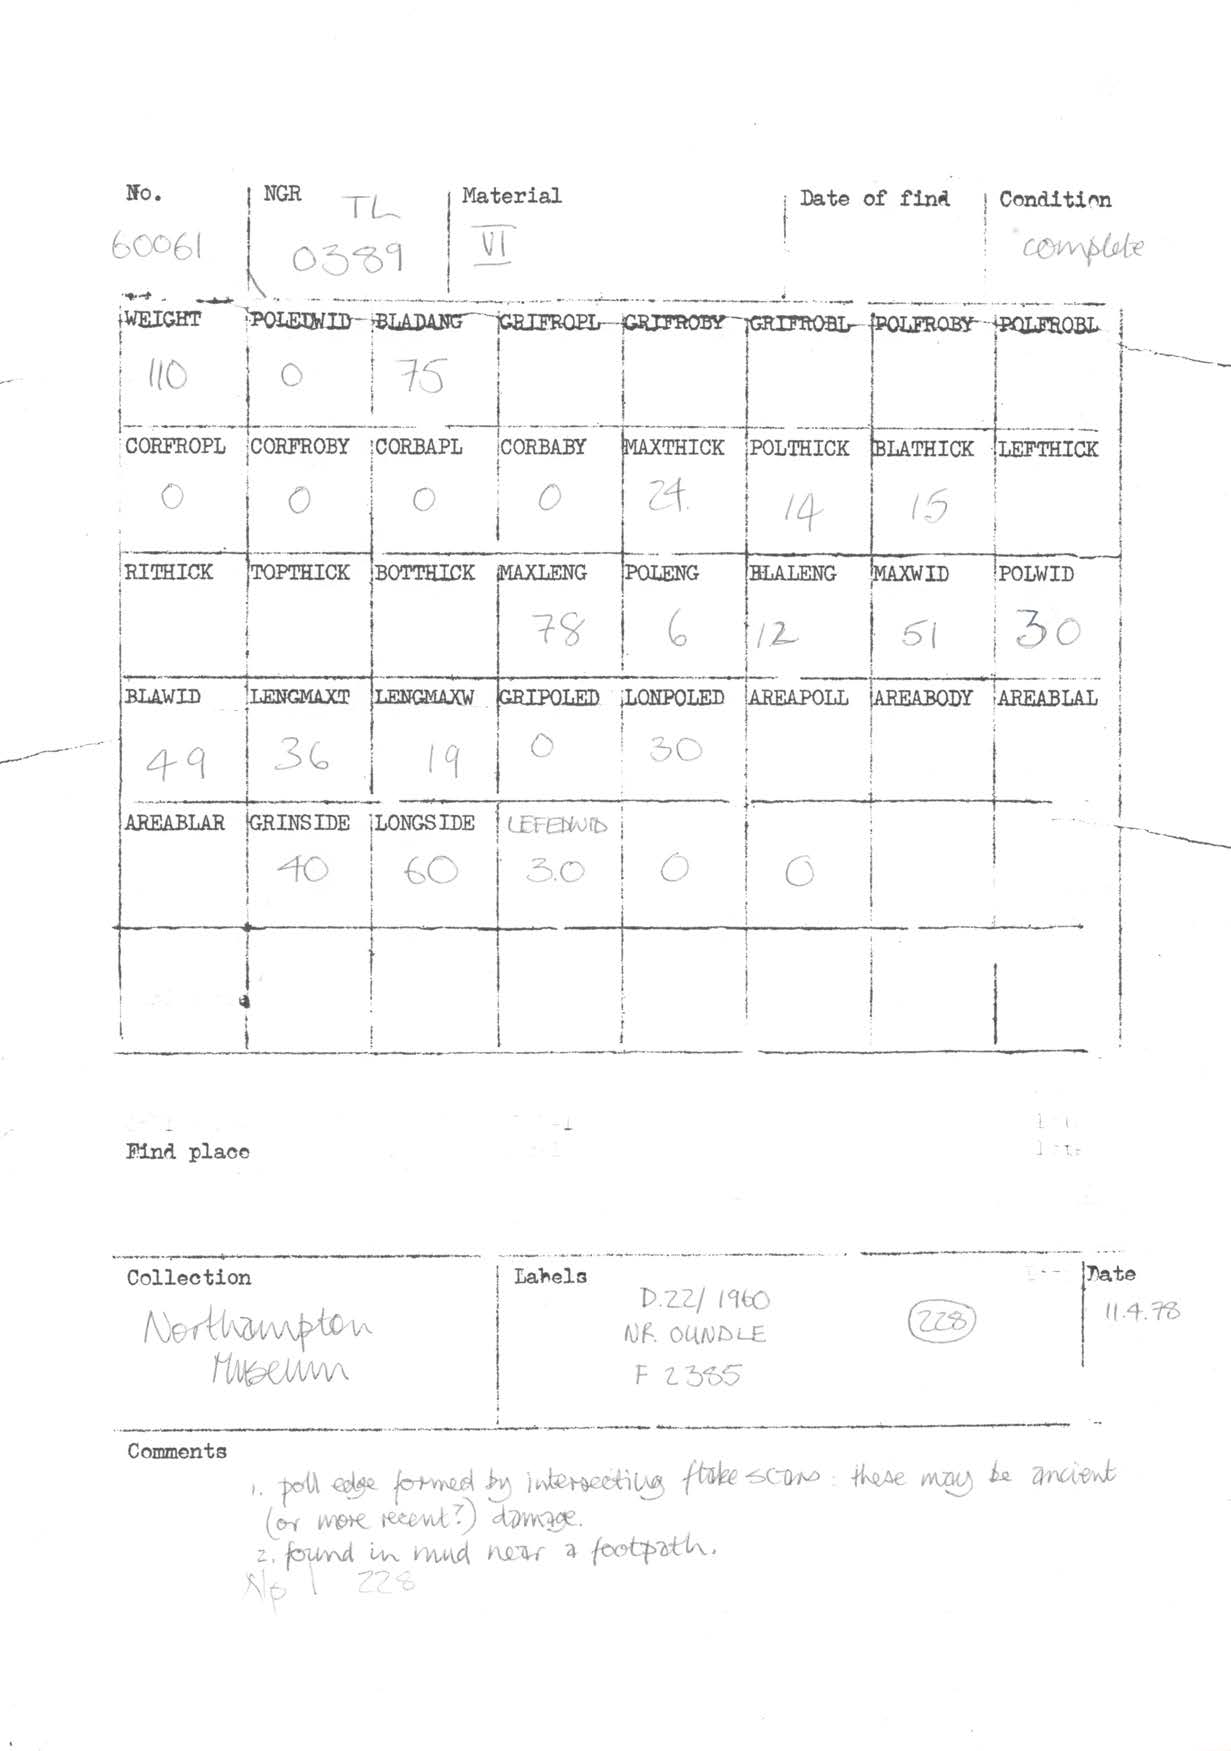 No. NGR TL Material Date of find Condition
60061 0389 VI complete
WEIGHT POLEDWID BLADANG GRIFROPL GRIFROBY GRIFROBL POLFROBY POLFROBL
110 0 75
CORFROPL CORFROBY CORBAPL CORBABY MAXTHICK POLTHICK BLATHICK LEFTHICK
0 0 0 0 24. 14 15
RITHICK TOPTHICK BOTTHICK MAXLENG POLENG BLALENG MAXWID POLWID
78 6 12 51 30
BLAWID LENGMAXT LENGMAXW GRIPOLED LONPOLED AREAPOLL AREABODY AREABLAL
49 36 19 0 30
AREABLAR GRINSIDE LONGSIDE LEFEDWID
40 60 3.0 0 0
Find place
Collection Labels Date
Northampton Museum
D.22/1960
NR. OUNDLE 228 11.4.78
F 2385
Comments
1. poll edge formed by intersecting flake scars : these may be ancient
(or more recent?) damage.
2. found in mud near a footpath.
Np 1 228